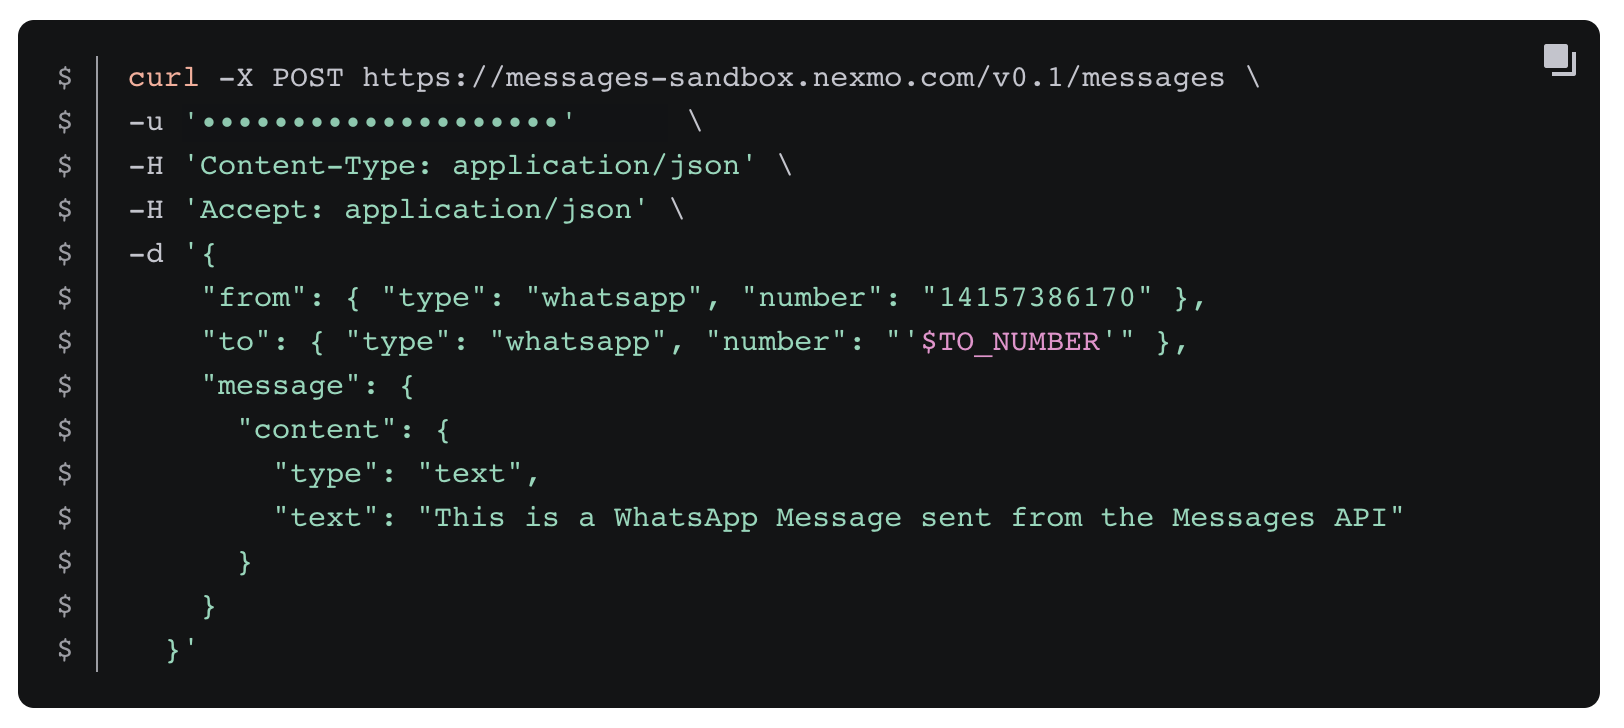 $ curl -X POST https://messages-sandbox.nexmo.com/v0.1/messages \
$ -u '••••••••••••••••••••' \
$ -H 'Content-Type: application/json' \
$ -H 'Accept: application/json' \
$ -d '{
$ "from": { "type": "whatsapp", "number": "14157386170" },
$ "to": { "type": "whatsapp", "number": "'$TO_NUMBER'" },
$ "message": {
$ "content": {
$ "type": "text",
$ "text": "This is a WhatsApp Message sent from the Messages API"
$ }
$ }
$ }'